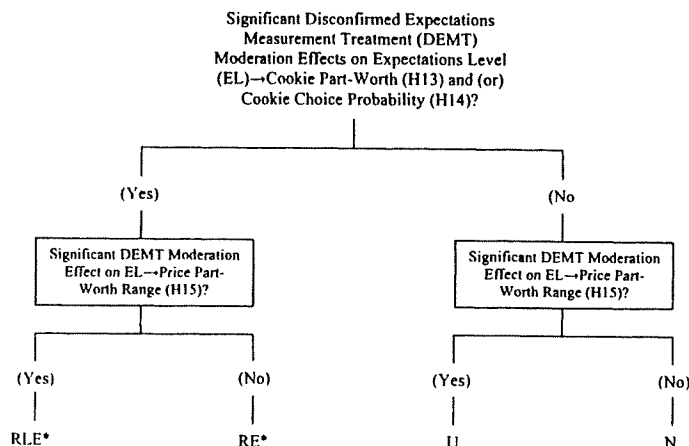 Significant Disconfirmed Expectations
Measurement Treatment (DEMT)
Moderation Effects on Expectations Level
(EL)→Cookie Part-Worth (H13) and (or)
Cookie Choice Probability (H14)?
(Yes)
(No
Significant DEMT Moderation
Effect on EL→Price Part-
Worth Range (H15)?
Significant DEMT Moderation
Effect on EL→Price Part-
Worth Range (H15)?
(Yes)
(No)
(Yes)
(No)
RLE*
RE*
U
N